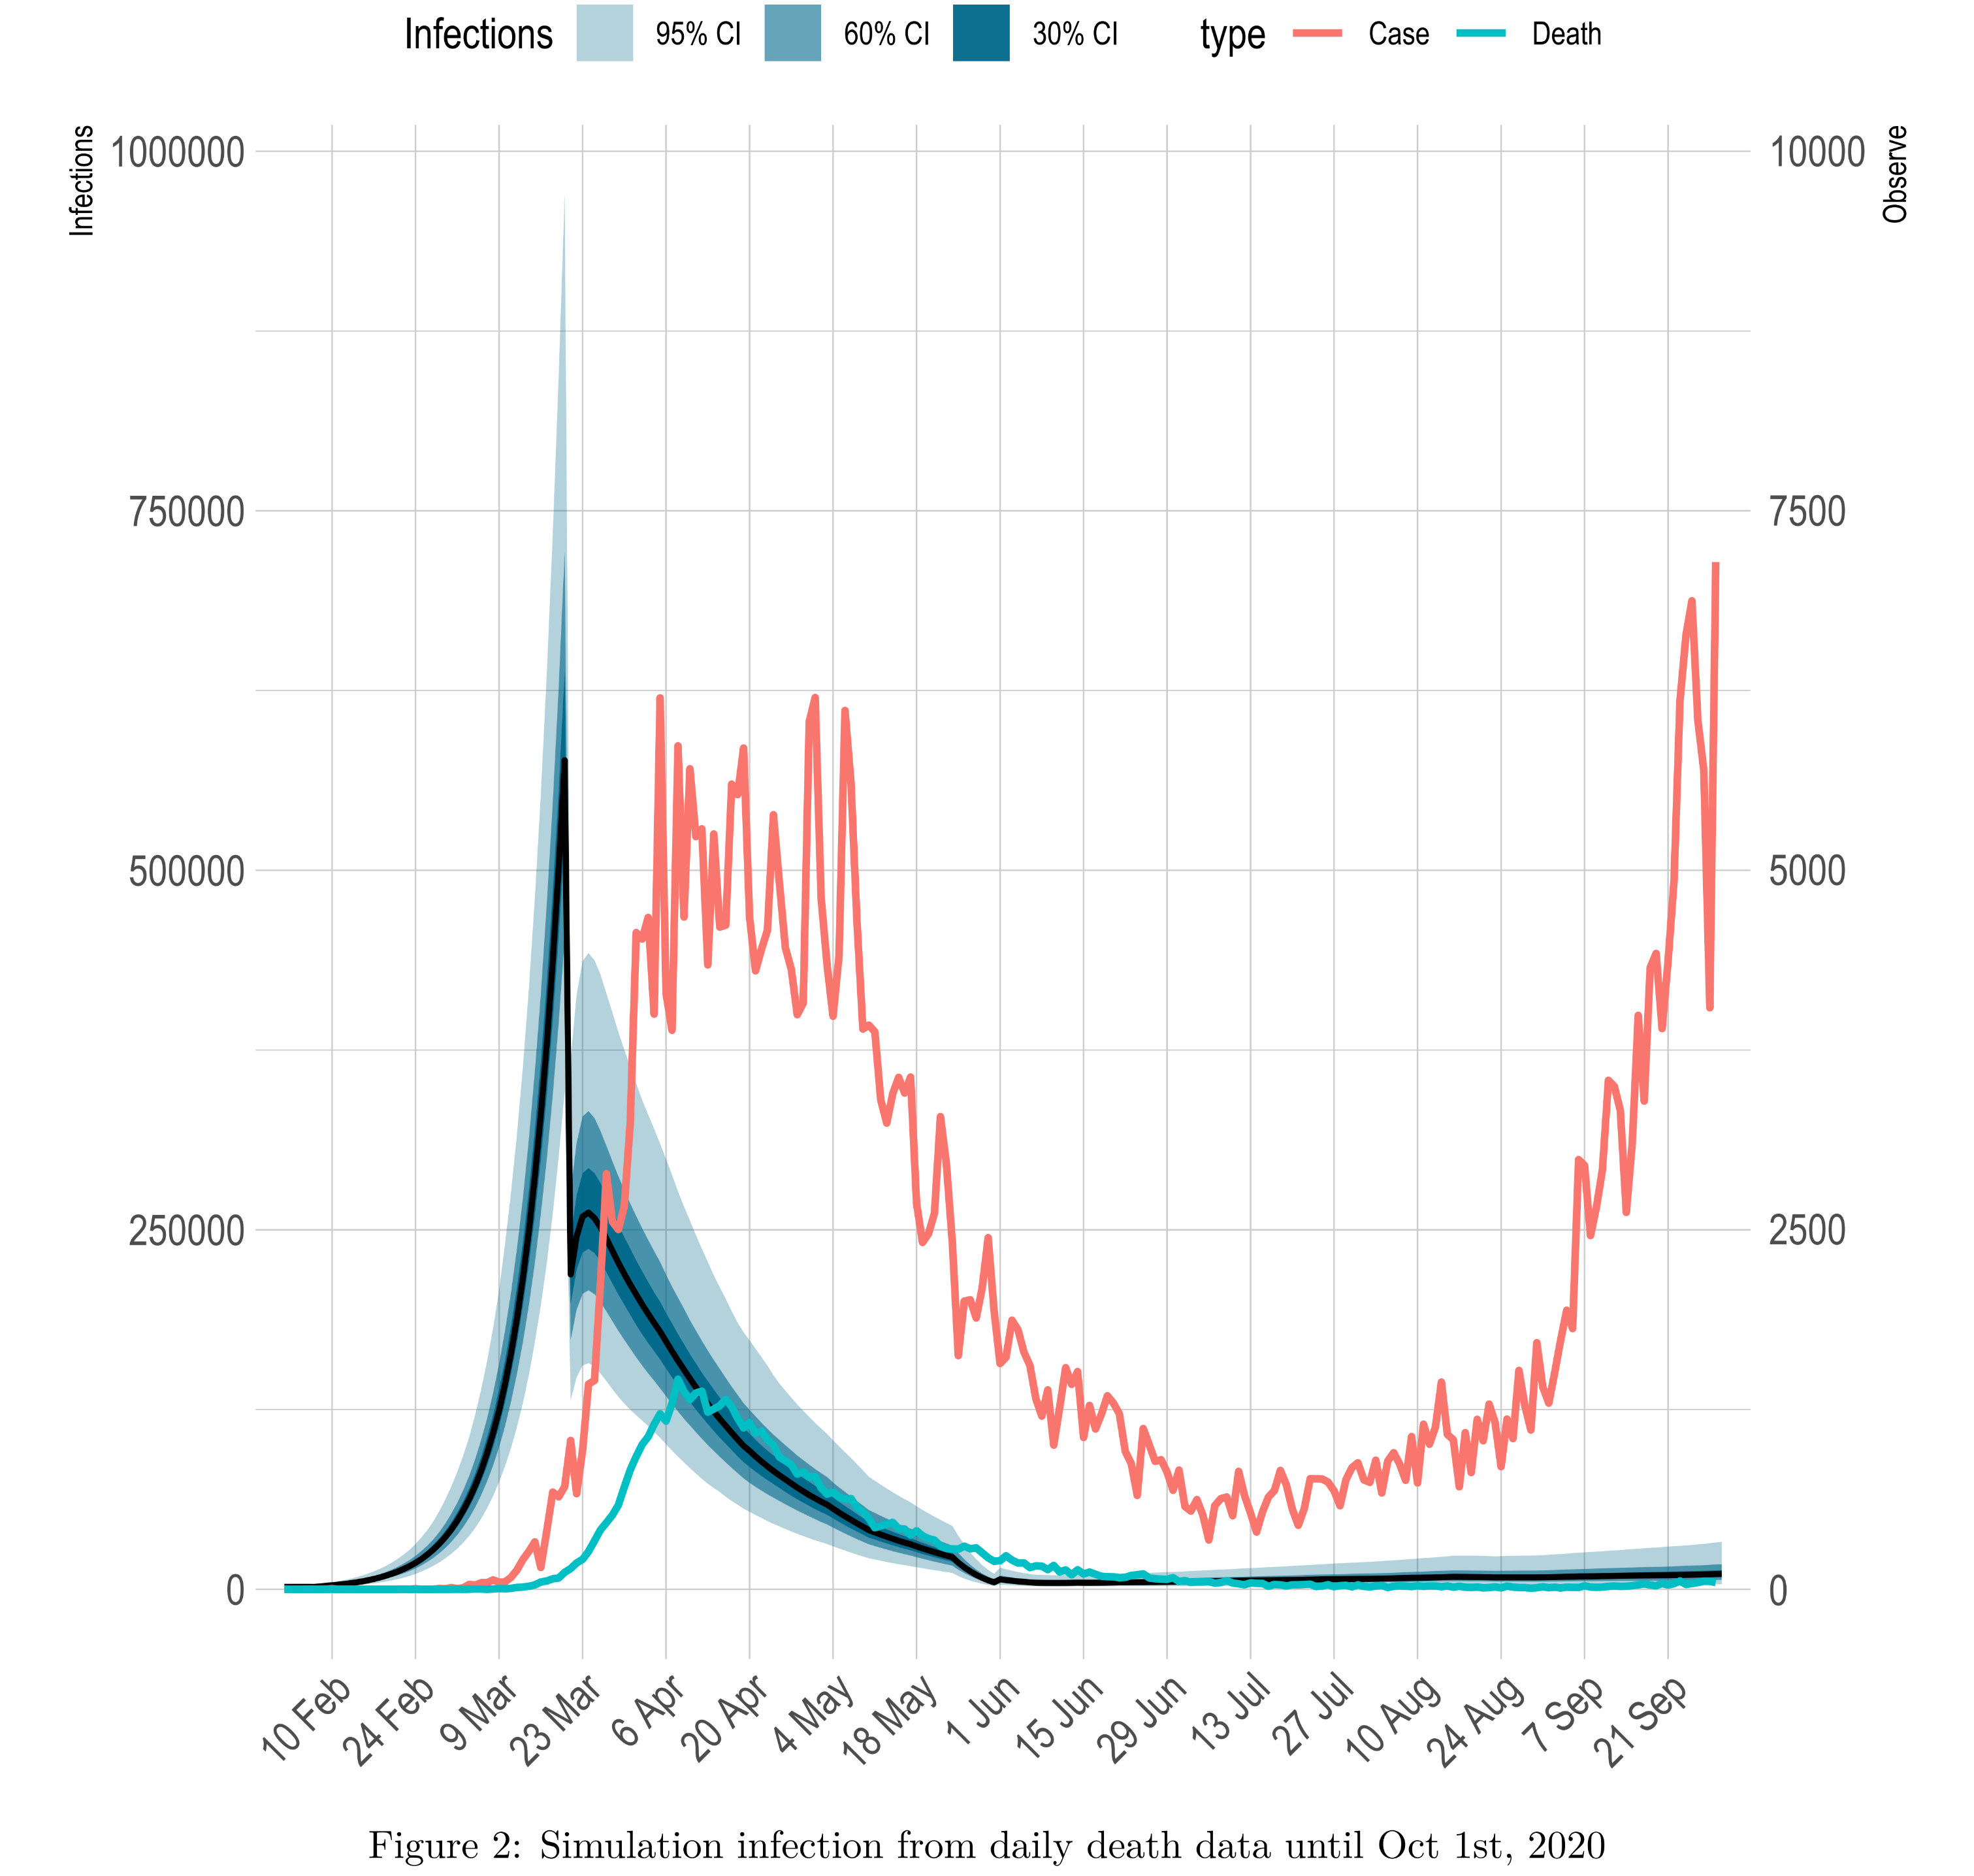 Infections 95% CI 60% CI 30% CI type Case Death
Infections
Observe
1000000
750000
500000
250000
0
10000
7500
5000
2500
0
10 Feb
24 Feb
9 Mar
23 Mar
6 Apr
20 Apr
4 May
18 May
1 Jun
15 Jun
29 Jun
13 Jul
27 Jul
10 Aug
24 Aug
7 Sep
21 Sep
Figure 2: Simulation infection from daily death data until Oct 1st, 2020